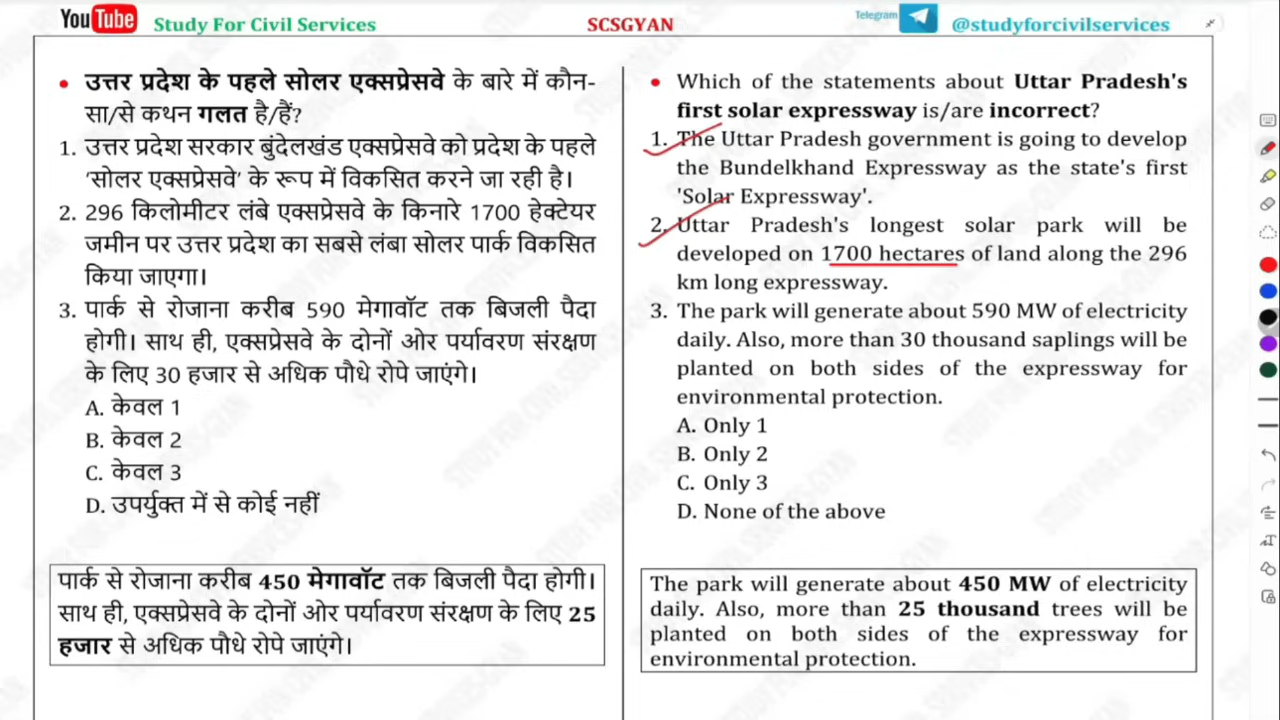 YouTube Study For Civil Services SCSGYAN Telegram @studyforcivilservices
• उत्तर प्रदेश के पहले सोलर एक्सप्रेसवे के बारे में कौन-
सा/से कथन गलत है/हैं?
1. उत्तर प्रदेश सरकार बुंदेलखंड एक्सप्रेसवे को प्रदेश के पहले
'सोलर एक्सप्रेसवे' के रूप में विकसित करने जा रही है।
2. 296 किलोमीटर लंबे एक्सप्रेसवे के किनारे 1700 हेक्टेयर
जमीन पर उत्तर प्रदेश का सबसे लंबा सोलर पार्क विकसित
किया जाएगा।
3. पार्क से रोजाना करीब 590 मेगावॉट तक बिजली पैदा
होगी। साथ ही, एक्सप्रेसवे के दोनों ओर पर्यावरण संरक्षण
के लिए 30 हजार से अधिक पौधे रोपे जाएंगे।
A. केवल 1
B. केवल 2
C. केवल 3
D. उपर्युक्त में से कोई नहीं
पार्क से रोजाना करीब 450 मेगावॉट तक बिजली पैदा होगी।
साथ ही, एक्सप्रेसवे के दोनों ओर पर्यावरण संरक्षण के लिए 25
हजार से अधिक पौधे रोपे जाएंगे।
• Which of the statements about Uttar Pradesh's
first solar expressway is/are incorrect?
1. The Uttar Pradesh government is going to develop
the Bundelkhand Expressway as the state's first
'Solar Expressway'.
2. Uttar Pradesh's longest solar park will be
developed on 1700 hectares of land along the 296
km long expressway.
3. The park will generate about 590 MW of electricity
daily. Also, more than 30 thousand saplings will be
planted on both sides of the expressway for
environmental protection.
A. Only 1
B. Only 2
C. Only 3
D. None of the above
The park will generate about 450 MW of electricity
daily. Also, more than 25 thousand trees will be
planted on both sides of the expressway for
environmental protection.